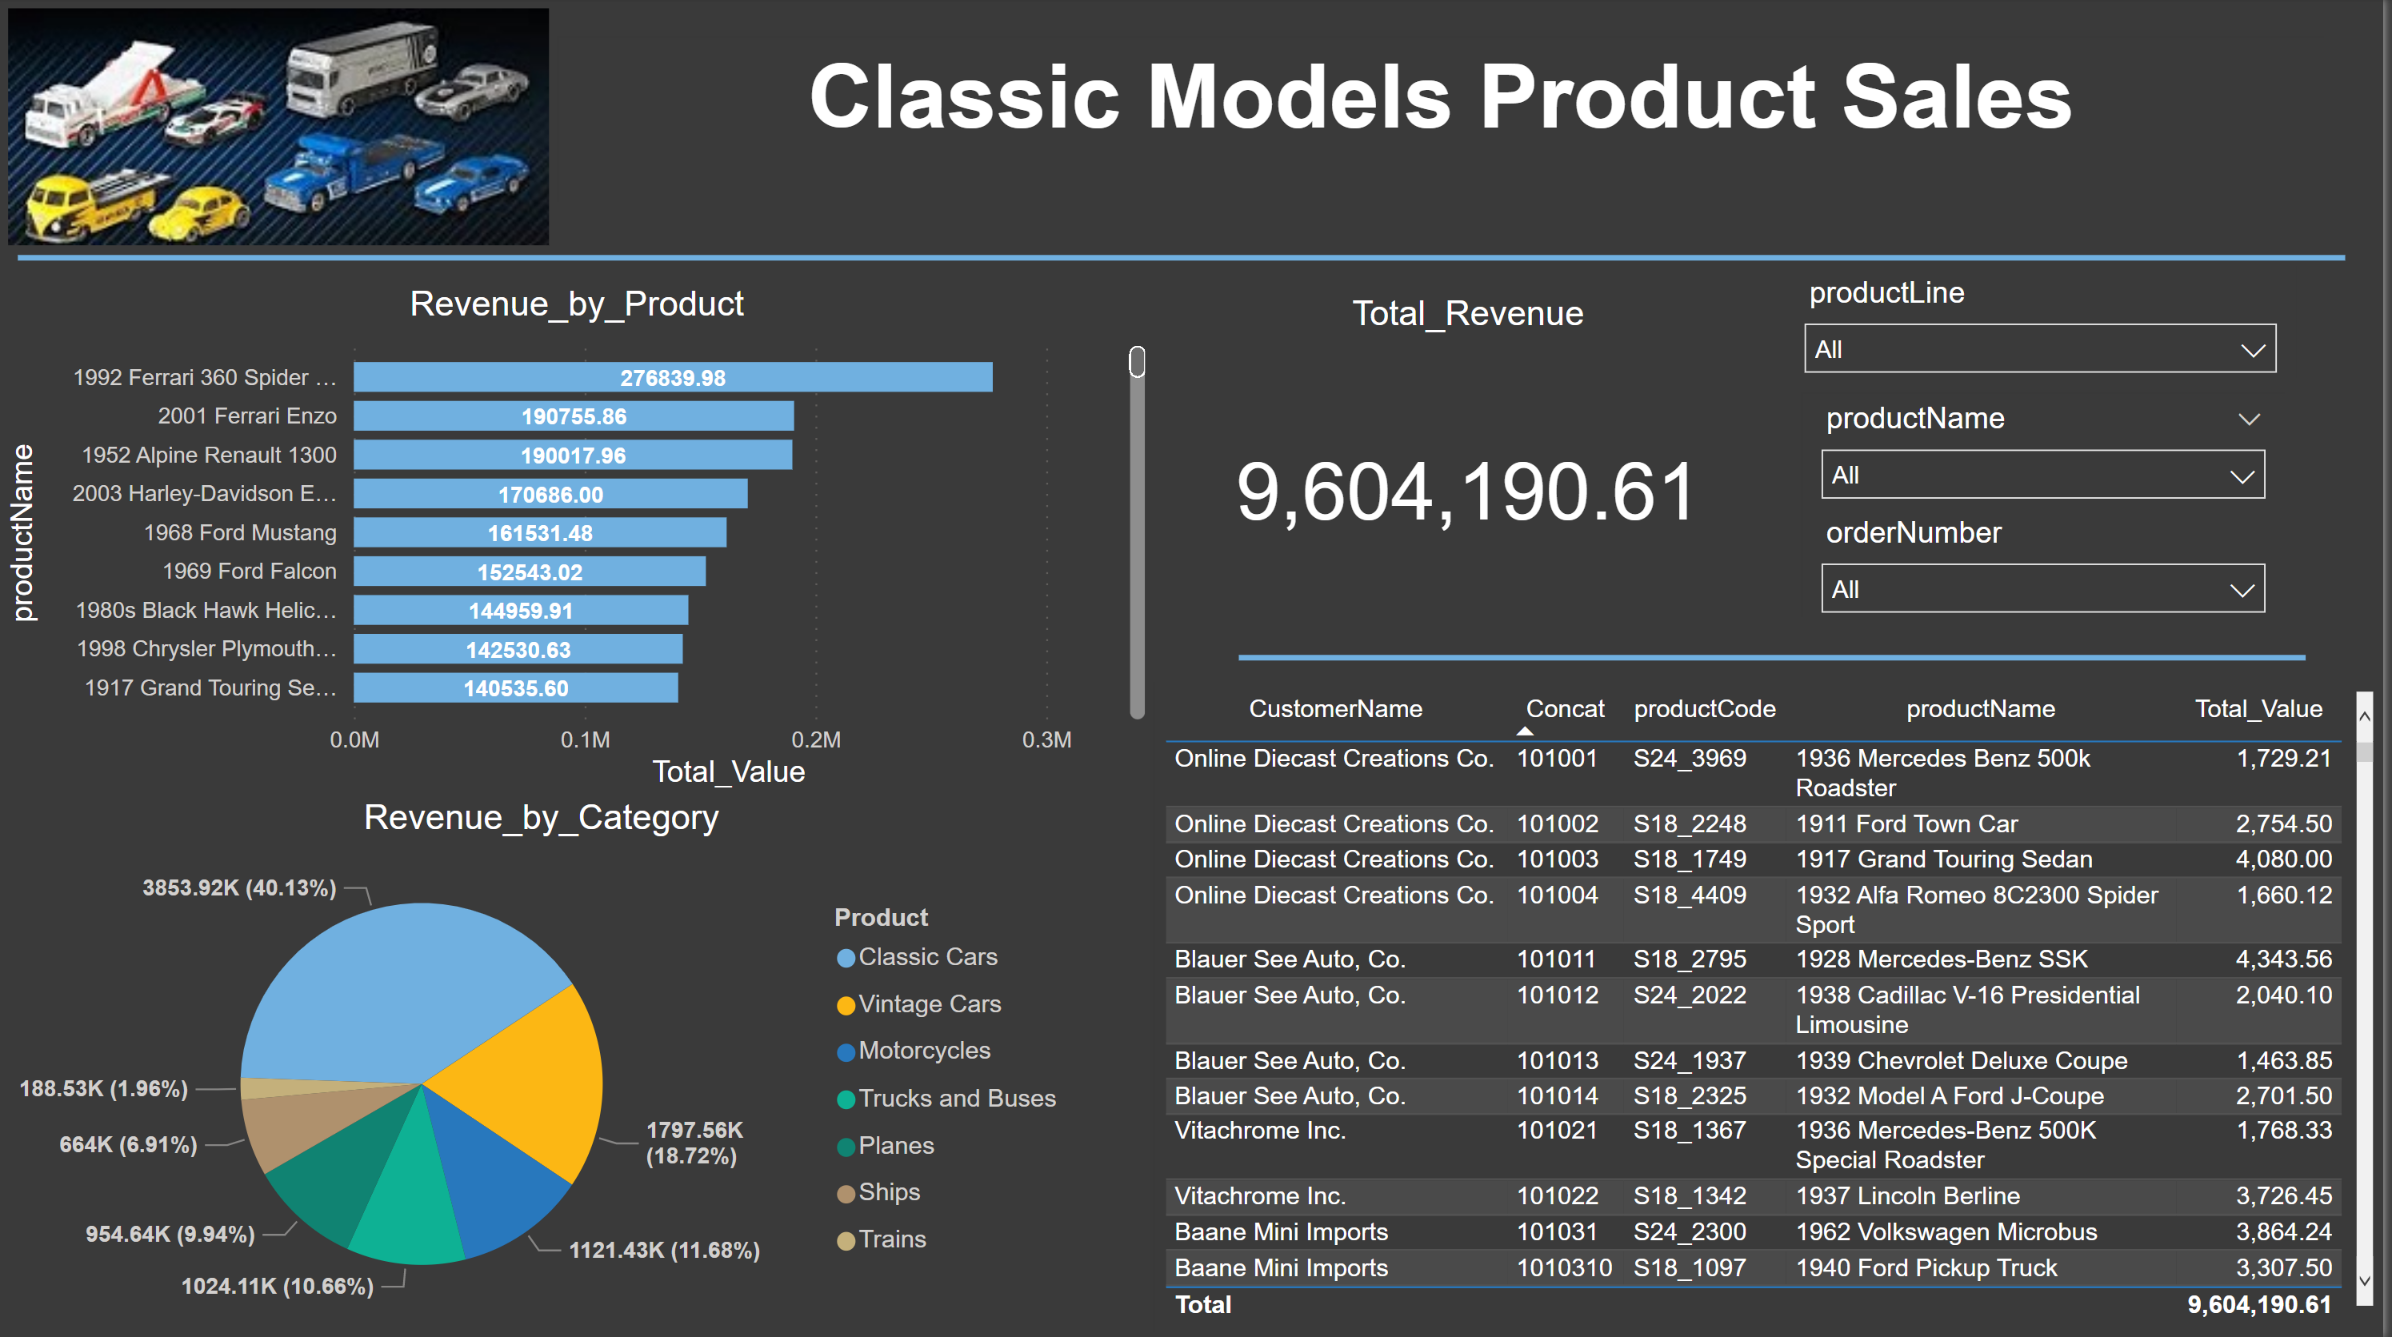 Classic Models Product Sales
Revenue_by_Product
productName
1992 Ferrari 360 Spider … 276839.98
2001 Ferrari Enzo 190755.86
1952 Alpine Renault 1300 190017.96
2003 Harley-Davidson E… 170686.00
1968 Ford Mustang 161531.48
1969 Ford Falcon 152543.02
1980s Black Hawk Helic… 144959.91
1998 Chrysler Plymouth… 142530.63
1917 Grand Touring Se… 140535.60
0.0M 0.1M 0.2M 0.3M
Total_Value
Total_Revenue
9,604,190.61
productLine
All
productName
All
orderNumber
All
Revenue_by_Category
3853.92K (40.13%)
188.53K (1.96%)
664K (6.91%)
954.64K (9.94%)
1024.11K (10.66%)
1121.43K (11.68%)
1797.56K
(18.72%)
Product
Classic Cars
Vintage Cars
Motorcycles
Trucks and Buses
Planes
Ships
Trains
CustomerName Concat productCode productName Total_Value
Online Diecast Creations Co. 101001 S24_3969 1936 Mercedes Benz 500k 1,729.21
Roadster
Online Diecast Creations Co. 101002 S18_2248 1911 Ford Town Car 2,754.50
Online Diecast Creations Co. 101003 S18_1749 1917 Grand Touring Sedan 4,080.00
Online Diecast Creations Co. 101004 S18_4409 1932 Alfa Romeo 8C2300 Spider 1,660.12
Sport
Blauer See Auto, Co. 101011 S18_2795 1928 Mercedes-Benz SSK 4,343.56
Blauer See Auto, Co. 101012 S24_2022 1938 Cadillac V-16 Presidential 2,040.10
Limousine
Blauer See Auto, Co. 101013 S24_1937 1939 Chevrolet Deluxe Coupe 1,463.85
Blauer See Auto, Co. 101014 S18_2325 1932 Model A Ford J-Coupe 2,701.50
Vitachrome Inc. 101021 S18_1367 1936 Mercedes-Benz 500K 1,768.33
Special Roadster
Vitachrome Inc. 101022 S18_1342 1937 Lincoln Berline 3,726.45
Baane Mini Imports 101031 S24_2300 1962 Volkswagen Microbus 3,864.24
Baane Mini Imports 1010310 S18_1097 1940 Ford Pickup Truck 3,307.50
Total 9,604,190.61